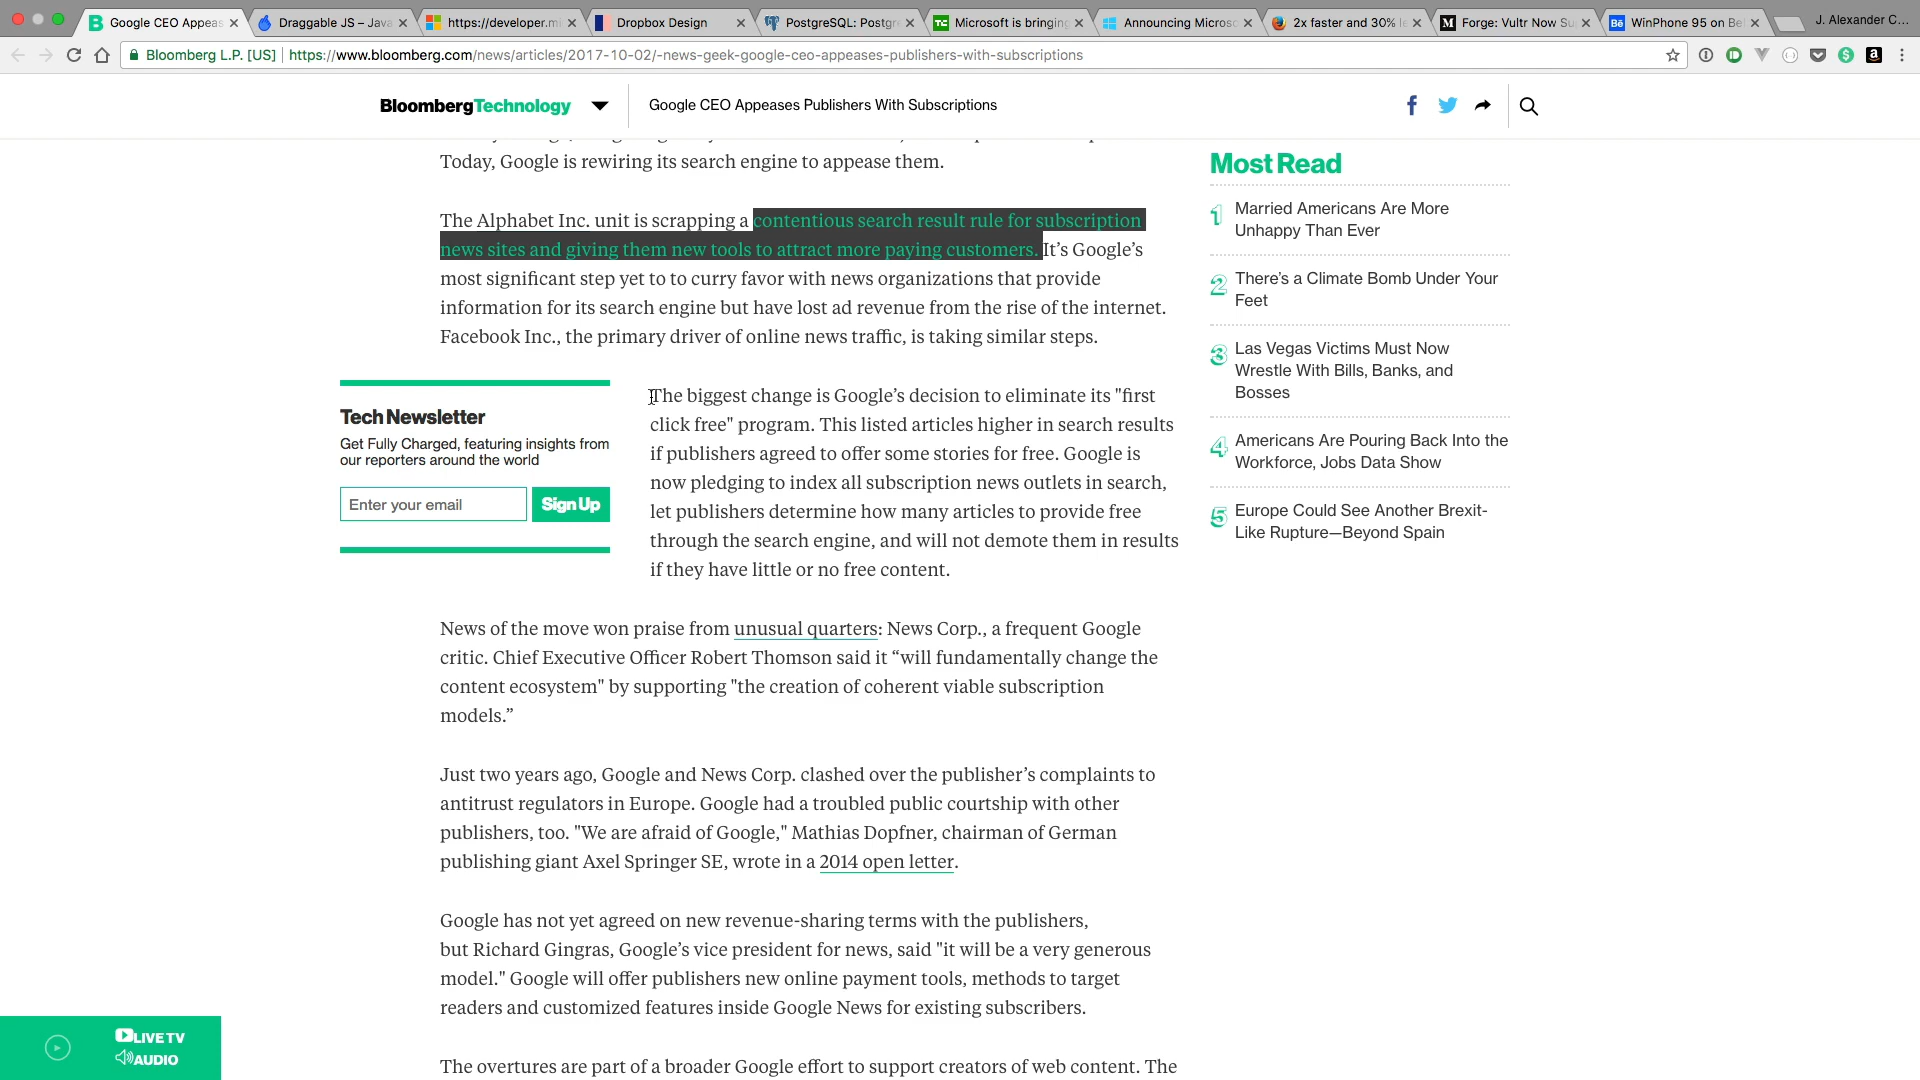 Google CEO Appeas
Draggable JS – Java
https://developer.mi
Dropbox Design
PostgreSQL: Postgr
Microsoft is bringing
Announcing Microso
2x faster and 30% le
Forge: Vultr Now Su
WinPhone 95 on Be
J. Alexander C...
Bloomberg L.P. [US]
https://www.bloomberg.com/news/articles/2017-10-02/-news-geek-google-ceo-appeases-publishers-with-subscriptions
BloombergTechnology
Google CEO Appeases Publishers With Subscriptions
Today, Google is rewiring its search engine to appease them.
The Alphabet Inc. unit is scrapping a contentious search result rule for subscription
news sites and giving them new tools to attract more paying customers. It’s Google’s
most significant step yet to to curry favor with news organizations that provide
information for its search engine but have lost ad revenue from the rise of the internet.
Facebook Inc., the primary driver of online news traffic, is taking similar steps.
Tech Newsletter
Get Fully Charged, featuring insights from
our reporters around the world
Enter your email
Sign Up
The biggest change is Google’s decision to eliminate its "first
click free" program. This listed articles higher in search results
if publishers agreed to offer some stories for free. Google is
now pledging to index all subscription news outlets in search,
let publishers determine how many articles to provide free
through the search engine, and will not demote them in results
if they have little or no free content.
News of the move won praise from unusual quarters: News Corp., a frequent Google
critic. Chief Executive Officer Robert Thomson said it “will fundamentally change the
content ecosystem" by supporting "the creation of coherent viable subscription
models.”
Just two years ago, Google and News Corp. clashed over the publisher’s complaints to
antitrust regulators in Europe. Google had a troubled public courtship with other
publishers, too. "We are afraid of Google," Mathias Dopfner, chairman of German
publishing giant Axel Springer SE, wrote in a 2014 open letter.
Google has not yet agreed on new revenue-sharing terms with the publishers,
but Richard Gingras, Google’s vice president for news, said "it will be a very generous
model." Google will offer publishers new online payment tools, methods to target
readers and customized features inside Google News for existing subscribers.
The overtures are part of a broader Google effort to support creators of web content. The
Most Read
1 Married Americans Are More
Unhappy Than Ever
2 There’s a Climate Bomb Under Your
Feet
3 Las Vegas Victims Must Now
Wrestle With Bills, Banks, and
Bosses
4 Americans Are Pouring Back Into the
Workforce, Jobs Data Show
5 Europe Could See Another Brexit-
Like Rupture—Beyond Spain
LIVE TV
AUDIO